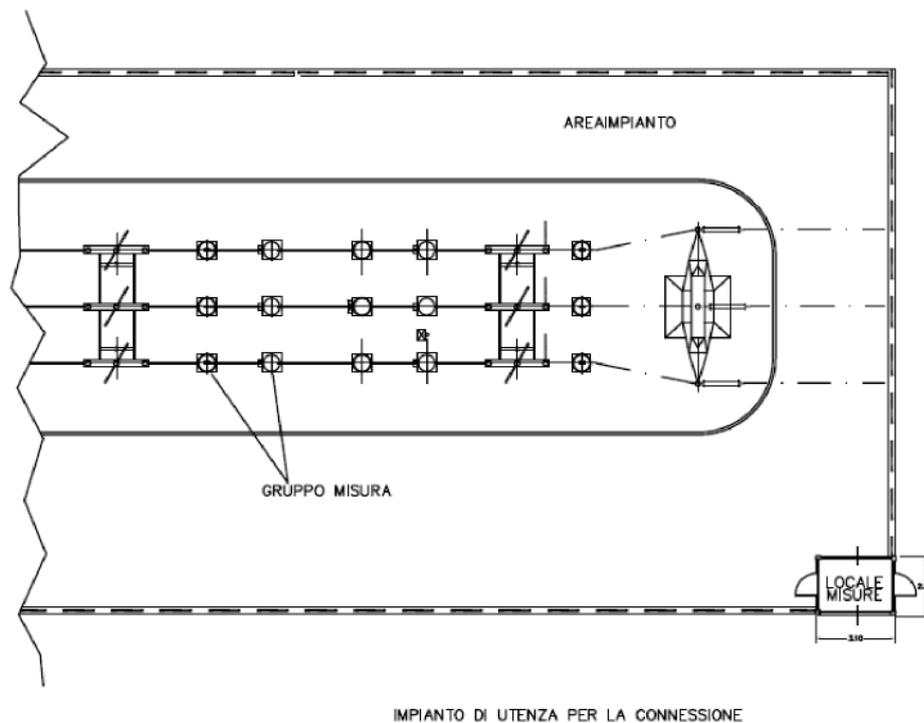 AREAIMPIANTO
GRUPPO MISURA
LOCALE
MISURE
3.10
IMPIANTO DI UTENZA PER LA CONNESSIONE